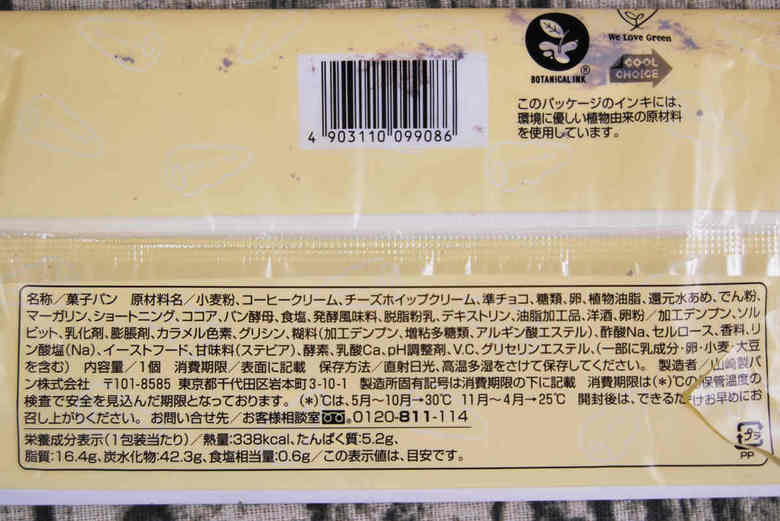 We Love Green
BOTANICAL INK®
COOL
CHOICE
このパッケージのインキには、
環境に優しい植物由来の原材料
を使用しています。
4 903110 099086
名称／菓子パン 原材料名／小麦粉、コーヒークリーム、チーズホイップクリーム、準チョコ、糖類、卵、植物油脂、還元水あめ、でん粉、
マーガリン、ショートニング、ココア、パン酵母、食塩、発酵風味料、脱脂粉乳、デキストリン、油脂加工品、洋酒、卵粉／加工デンプン、ソル
ビット、乳化剤、膨脹剤、カラメル色素、グリシン、糊料(加工デンプン、増粘多糖類、アルギン酸エステル)、酢酸Na、セルロース、香料、リ
ン酸塩(Na)、イーストフード、甘味料(ステビア)、酵素、乳酸Ca、pH調整剤、V.C、グリセリンエステル、(一部に乳成分・卵・小麦・大豆
を含む) 内容量／1個 消費期限／表面に記載 保存方法／直射日光、高温多湿をさけて保存してください。 製造者／山崎製パ
ン株式会社 〒101-8585 東京都千代田区岩本町3-10-1 製造所固有記号は消費期限の下に記載 消費期限は(*)℃の保管温度の
検査で安全を見込んだ期限となっております。 (*)℃は、5月～10月→30℃ 11月～4月→25℃ 開封後は、できるだけお早めにお
召し上がりください。 お問い合せ先／お客様相談室 0120-811-114
栄養成分表示(1包装当たり)／熱量:338kcal、たんぱく質:5.2g、
脂質:16.4g、炭水化物:42.3g、食塩相当量:0.6g／この表示値は、目安です。
プラ
PP